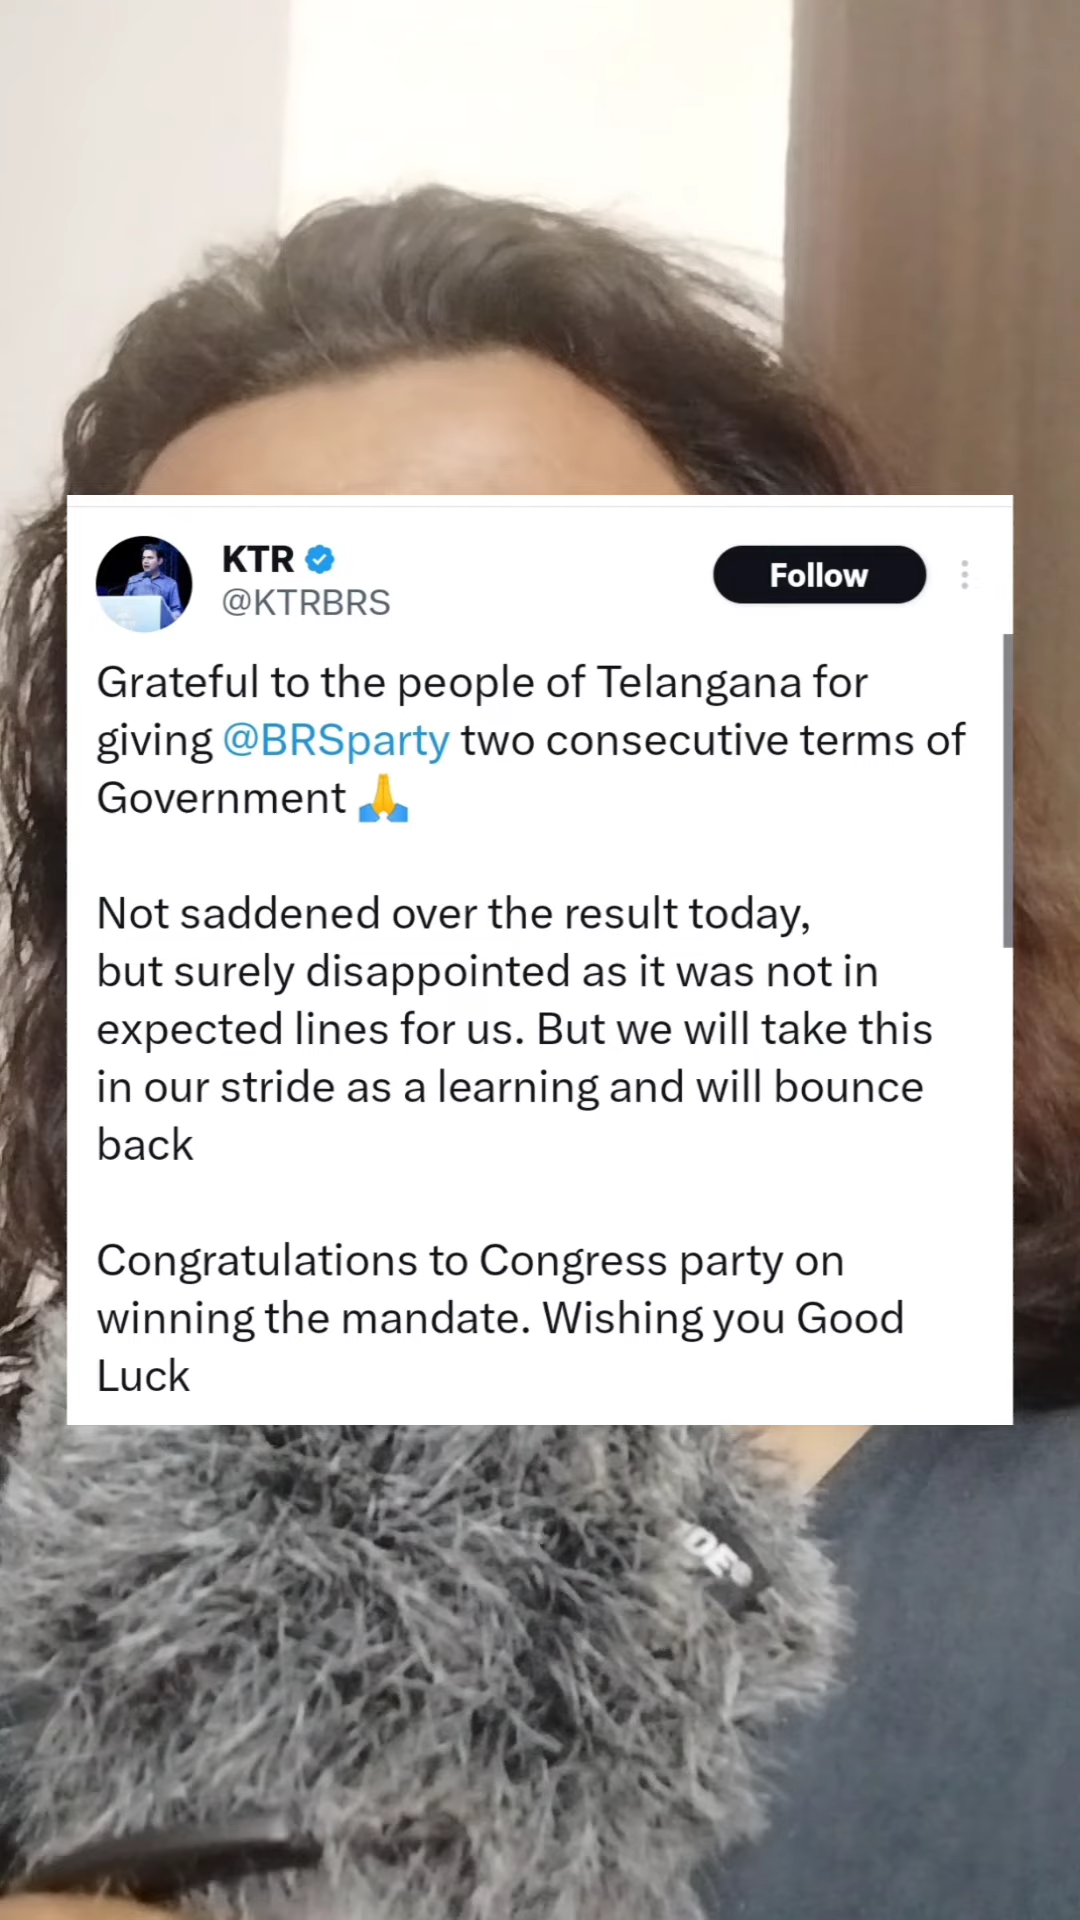 KTR
@KTRBRS
Follow
Grateful to the people of Telangana for
giving @BRSparty two consecutive terms of
Government 🙏
Not saddened over the result today,
but surely disappointed as it was not in
expected lines for us. But we will take this
in our stride as a learning and will bounce
back
Congratulations to Congress party on
winning the mandate. Wishing you Good
Luck